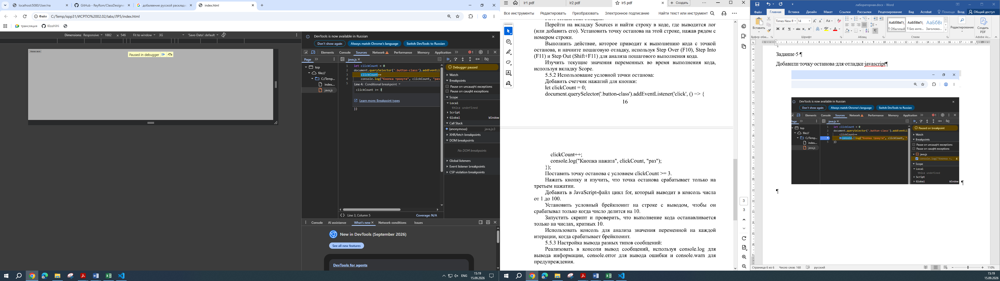 localhost:5080/User/na
GitHub - ReyRom/ClassDesigne
добавление русской расклад
index.html
Файл
C:/Temp/ispp31/ИСРПО%2002.02/labs/ЛР5/index.html
трансляция
KlosHiHi
Dimensions: Responsive
1882 × 546
Fit to window
3G
'Save-Data': default
Paused in debugger
DevTools is now available in Russian
Don't show again
Always match Chrome's language
Switch DevTools to Russian
Elements
Console
Sources
Network
Performance
Memory
Application
1
Page
java.js
top
file://
C:/Temp...
index....
java.js
1 let clickCount = 0
2 document.querySelector('.button-class').addEventLi
3 clickCount++
4 console.log("Кнопка тронута", clickCount, "раз
5
Line 4: Conditional breakpoint
clickCount >= 3
Learn more: Breakpoint types
})
Line 3, Column 5
Coverage: N/A
Debugger paused
Watch
Breakpoints
Pause on uncaught exceptions
Pause on caught exceptions
Scope
Local
this: undefined
Script
Global Window
Call Stack
(anonymous) java.js:3
XHR/fetch breakpoints
DOM breakpoints
No DOM breakpoints
Global listeners
Event listener breakpoints
CSP violation breakpoints
Console
AI assistance
What's new
Network conditions
Issues
New in DevTools (September 2026)
See all new features
DevTools for agents
ENG
15:19
15.09.2026
lr1.pdf
lr2.pdf
lr5.pdf
Создать
Все инструменты
Редактировать
Преобразовать
Электронное подписание
Найти текст или инструмент
Перейти на вкладку Sources и найти строку в коде, где выводится лог
(или добавить его). Установить точку останова на этой строке, нажав рядом с
номером строки.
Выполнить действие, которое приводит к выполнению кода с точкой
останова, и начните пошаговую отладку, используя Step Over (F10), Step Into
(F11) и Step Out (Shift+F11) для анализа пошагового выполнения кода.
Изучить текущие значения переменных во время выполнения кода,
используя вкладку Scope.
5.5.2 Использование условной точки останова:
Добавить счетчик нажатий для кнопки:
let clickCount = 0;
document.querySelector('.button-class').addEventListener('click', () => {
16
clickCount++;
console.log("Кнопка нажата", clickCount, "раз");
});
Поставить точку останова с условием clickCount >= 3.
Нажать кнопку и изучить, что точка останова срабатывает только на
третьем нажатии.
Добавить в JavaScript-файл цикл for, который выводит в консоль числа
от 1 до 100.
Установить условный брейкпоинт на строке с выводом, чтобы он
срабатывал только когда число делится на 10.
Запустить скрипт и проверить, что выполнение кода останавливается
только на числах, кратных 10.
Использовать консоль для анализа значения переменной на каждой
итерации, когда срабатывает брейкпоинт.
5.5.3 Настройка вывода разных типов сообщений:
Реализовать в консоли вывод сообщений, используя console.log для
вывода информации, console.error для вывода ошибки и console.warn для
предупреждения.
3
3
лабораторная.docx - Word
Файл
Главная
Вставка
Дизайн
Макет
Ссылки
Рассылки
Рецензирование
Вид
Acrobat
Помощн
Вход
Общий доступ
Вставить
Times New R
14
Ж К Ч abc x₂ x²
АаБбВвГг,
¶ Обычный
АаБбВвГг,
¶ Без инте...
АаБбВв
Заголово...
Редактирование
Создать
PDF
Буфер обм...
Шрифт
Абзац
Стили
Adobe Ac...
Задание·5·¶
Добавили·точку·останова·для·отладки·javascript¶
DevTools is now available in Russian
Don't show again
Always match Chrome's language
Switch DevTools to Russian
Elements
Console
Sources
Network
Performance
Memory
Application
1
Page
java.js
top
file://
C:/Temp...
index....
java.js
1 let clickCount = 0
2 document.querySelector('.button-class').addEventLi
3 clickCount++
4 console.log("Кнопка тронута", clickCount, "
5 })
Paused on breakpoint
Watch
Breakpoints
Pause on uncaught exceptions
Pause on caught exceptions
java.js
console.log("Кнопка т... 4
Scope
Local
this: undefined
Script
Global Window
¶
¶
Страница 6 из 6
Число слов: 168
русский
110%
15:19
15.09.2026